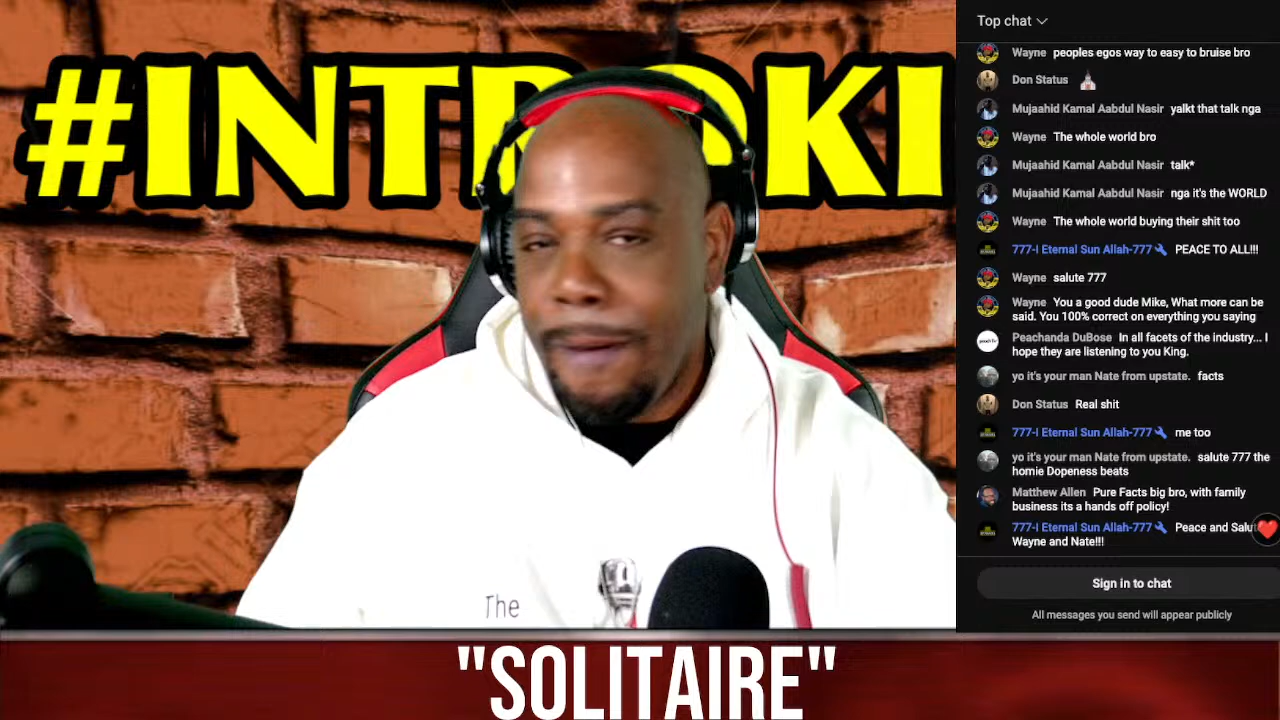 #INTR OKI
The
"SOLITAIRE"
Top chat
Wayne peoples egos way to easy to bruise bro
Don Status
Mujaahid Kamal Aabdul Nasir yalkt that talk nga
Wayne The whole world bro
Mujaahid Kamal Aabdul Nasir talk*
Mujaahid Kamal Aabdul Nasir nga it's the WORLD
Wayne The whole world buying their shit too
777-I Eternal Sun Allah-777 PEACE TO ALL!!!
Wayne salute 777
Wayne You a good dude Mike, What more can be
said. You 100% correct on everything you saying
Peachanda DuBose In all facets of the industry... I
hope they are listening to you King.
yo it's your man Nate from upstate. facts
Don Status Real shit
777-I Eternal Sun Allah-777 me too
yo it's your man Nate from upstate. salute 777 the
homie Dopeness beats
Matthew Allen Pure Facts big bro, with family
business its a hands off policy!
777-I Eternal Sun Allah-777 Peace and Salut
Wayne and Nate!!!
Sign in to chat
All messages you send will appear publicly